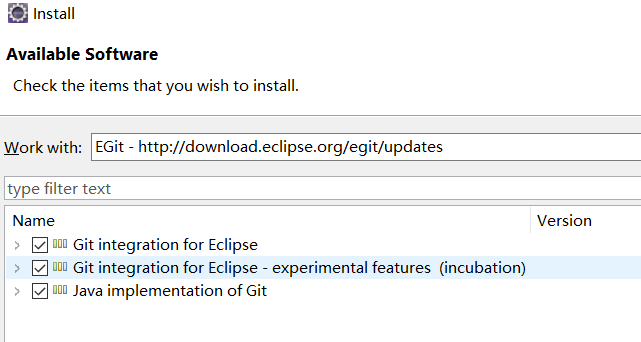 Install
Available Software
Check the items that you wish to install.
Work with: EGit - http://download.eclipse.org/egit/updates
type filter text
Name Version
Git integration for Eclipse
Git integration for Eclipse - experimental features (incubation)
Java implementation of Git